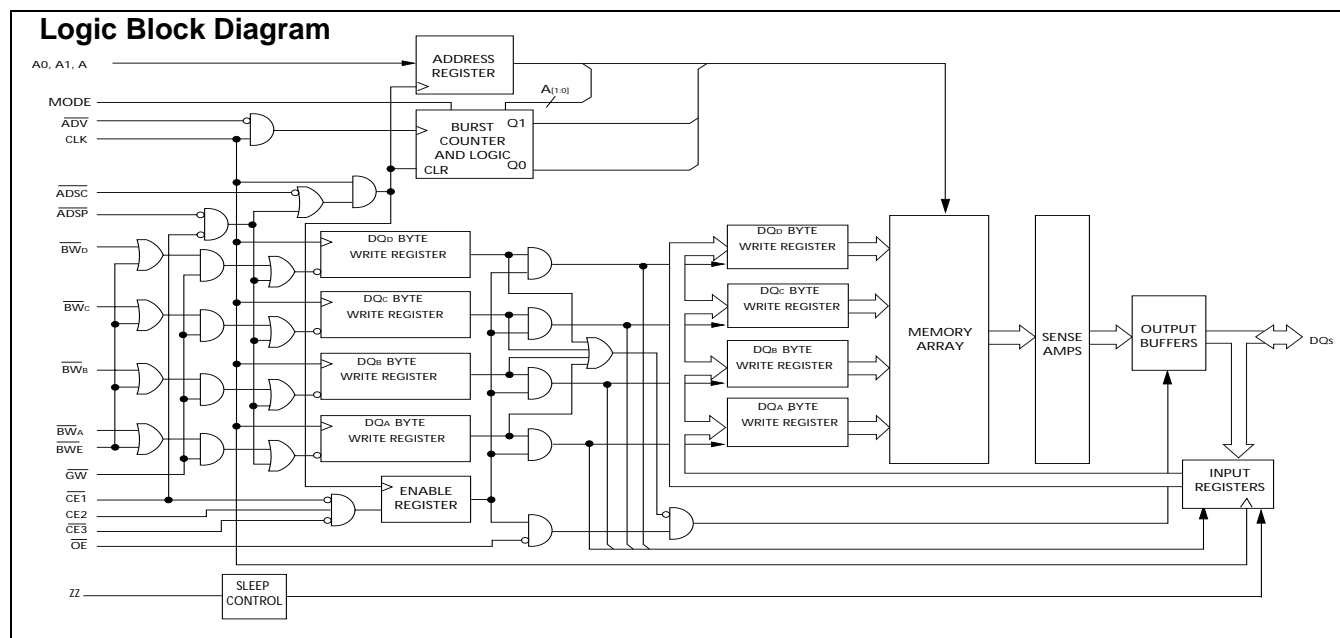 Logic Block Diagram
A0, A1, A
ADDRESS
REGISTER
MODE
A[1:0]
ADV
CLK
BURST
COUNTER
AND LOGIC
CLR
Q1
Q0
ADSC
ADSP
BWD
DQD BYTE
WRITE REGISTER
DQD BYTE
WRITE REGISTER
BWC
DQC BYTE
WRITE REGISTER
DQC BYTE
WRITE REGISTER
BWB
DQB BYTE
WRITE REGISTER
DQB BYTE
WRITE REGISTER
BWA
BWE
DQA BYTE
WRITE REGISTER
DQA BYTE
WRITE REGISTER
MEMORY
ARRAY
SENSE
AMPS
OUTPUT
BUFFERS
DQs
GW
CE1
CE2
CE3
OE
ENABLE
REGISTER
INPUT
REGISTERS
ZZ
SLEEP
CONTROL